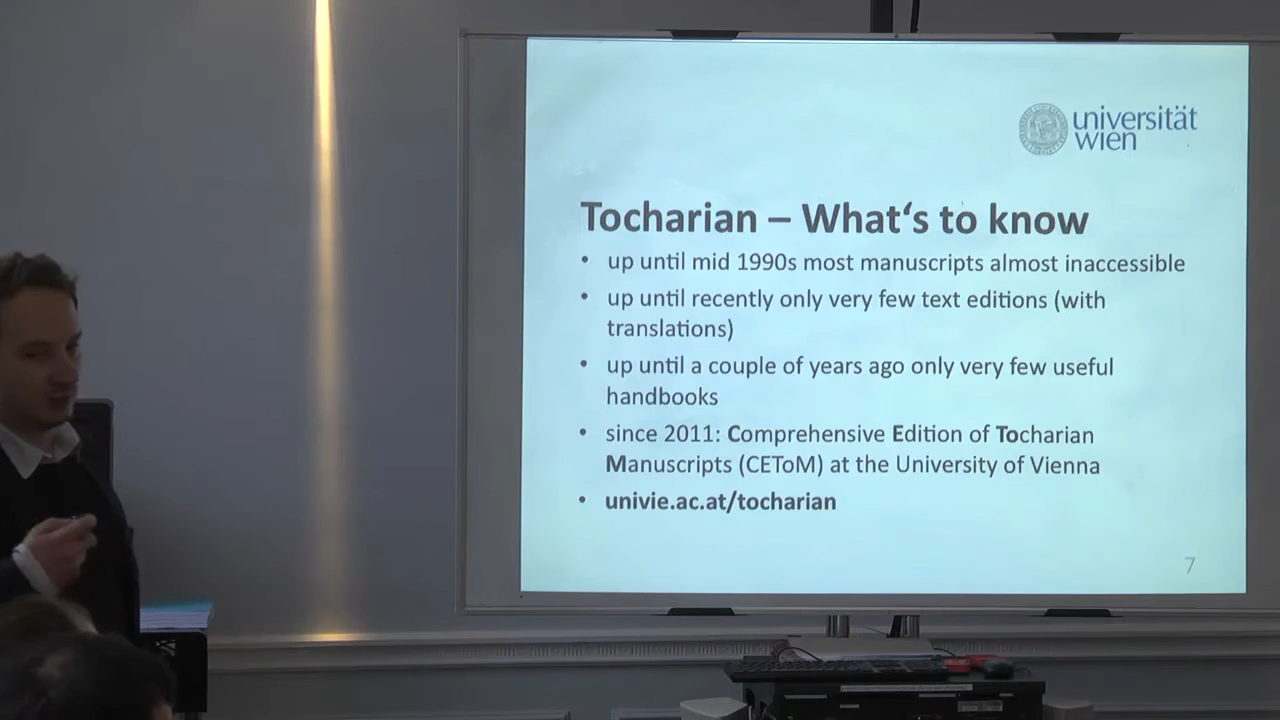 universität
wien
Tocharian – What‘s to know
• up until mid 1990s most manuscripts almost inaccessible
• up until recently only very few text editions (with
translations)
• up until a couple of years ago only very few useful
handbooks
• since 2011: Comprehensive Edition of Tocharian
Manuscripts (CEToM) at the University of Vienna
• univie.ac.at/tocharian
7